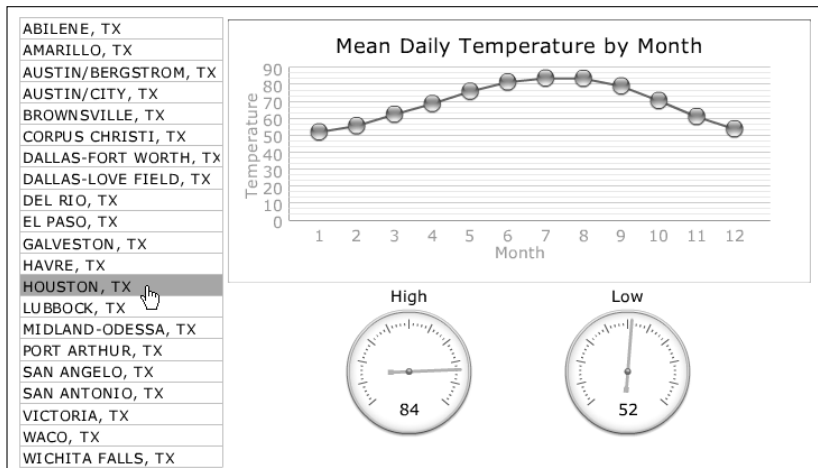 ABILENE, TX
AMARILLO, TX
AUSTIN/BERGSTROM, TX
AUSTIN/CITY, TX
BROWNSVILLE, TX
CORPUS CHRISTI, TX
DALLAS-FORT WORTH, TX
DALLAS-LOVE FIELD, TX
DEL RIO, TX
EL PASO, TX
GALVESTON, TX
HAVRE, TX
HOUSTON, TX
LUBBOCK, TX
MIDLAND-ODESSA, TX
PORT ARTHUR, TX
SAN ANGELO, TX
SAN ANTONIO, TX
VICTORIA, TX
WACO, TX
WICHITA FALLS, TX
Mean Daily Temperature by Month
Temperature
90
80
70
60
50
40
30
20
10
0
1 2 3 4 5 6 7 8 9 10 11 12
Month
High
84
Low
52